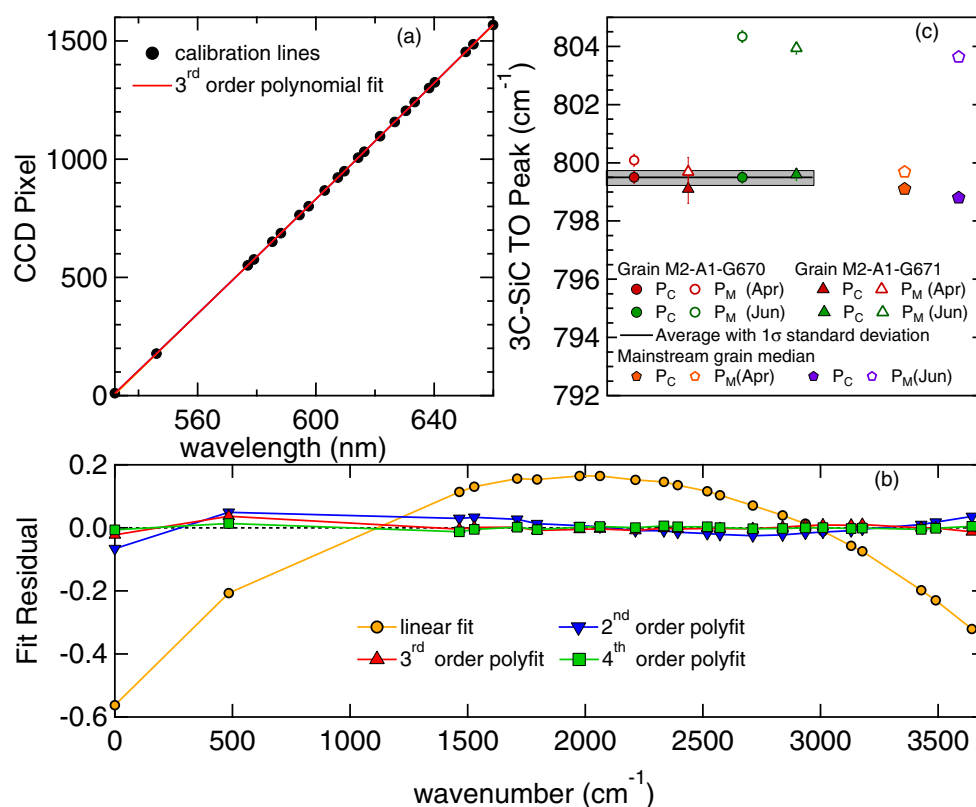 (a)
calibration lines
3rd order polynomial fit
CCD Pixel
1500
1000
500
0
560
600
640
wavelength (nm)
(c)
3C-SiC TO Peak (cm-1)
804
802
800
798
796
794
792
Grain M2-A1-G670 Grain M2-A1-G671
PC PM (Apr) PC PM (Apr)
PC PM (Jun) PC PM (Jun)
Average with 1σ standard deviation
Mainstream grain median
PC PM(Apr) PC PM(Jun)
(b)
Fit Residual
0.2
0.0
-0.2
-0.4
-0.6
linear fit 2nd order polyfit
3rd order polyfit 4th order polyfit
0 500 1000 1500 2000 2500 3000 3500
wavenumber (cm-1)